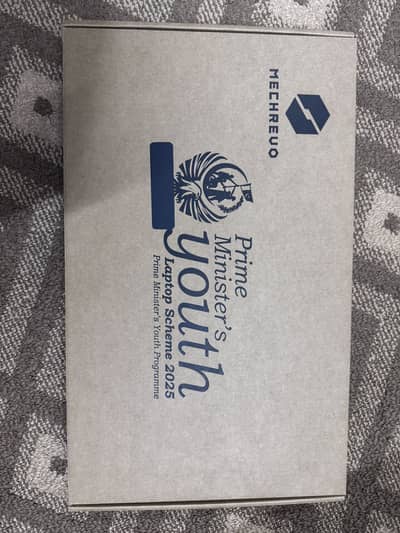 MECHREVO
Prime
Minister's
youth
Laptop Scheme 2025
Prime Minister's Youth Programme